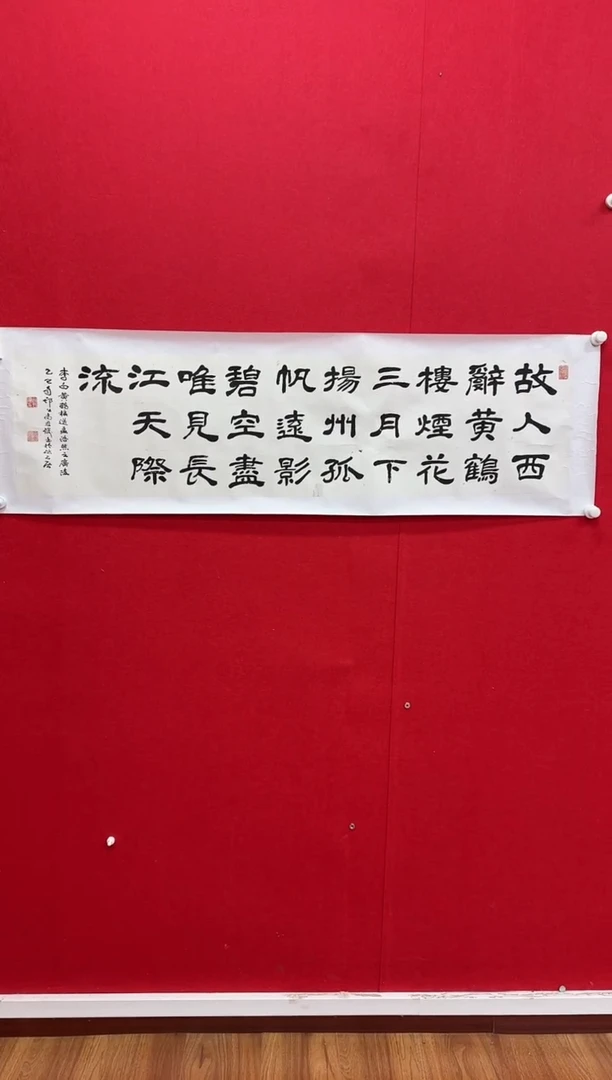 故人西
辭黄鶴
樓煙花
三月下
揚州孤
帆遠影
碧空盡
唯見長
江天際
流
李白黄鶴樓送孟浩然之廣陵